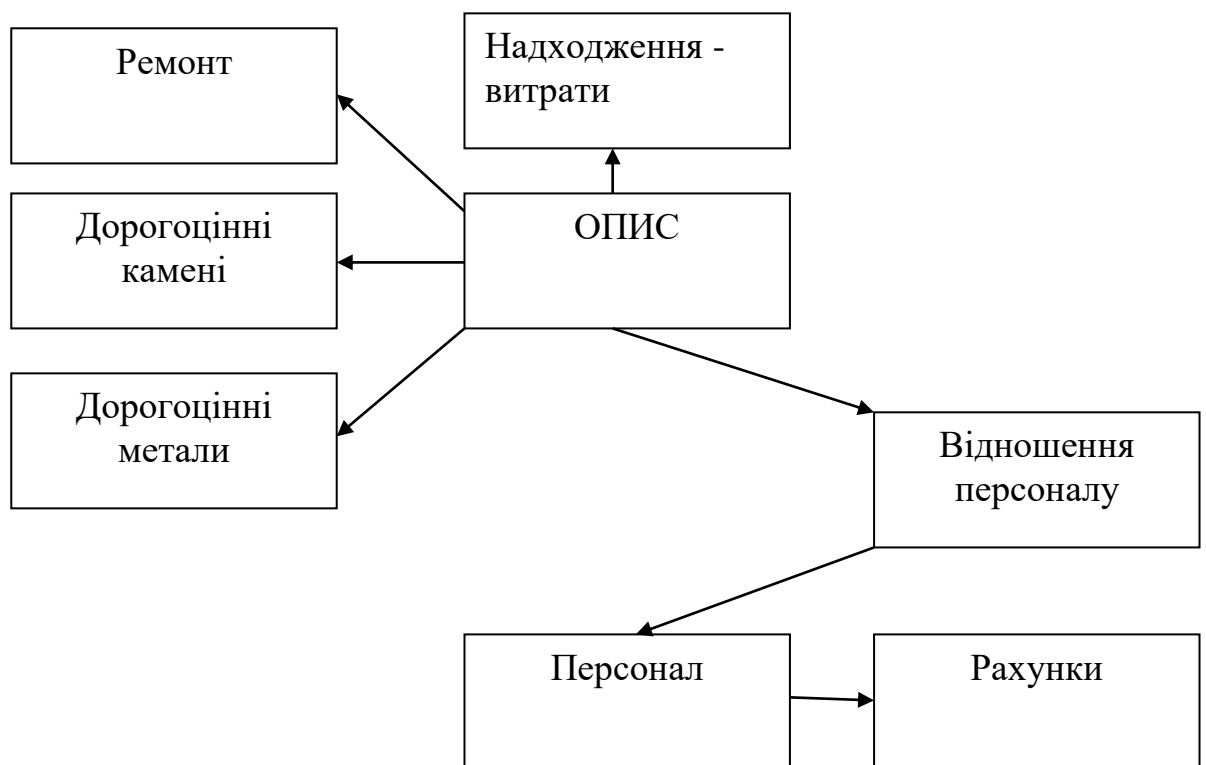 Ремонт
Надходження -
витрати
Дорогоцінні
камені
ОПИС
Дорогоцінні
метали
Відношення
персоналу
Персонал
Рахунки